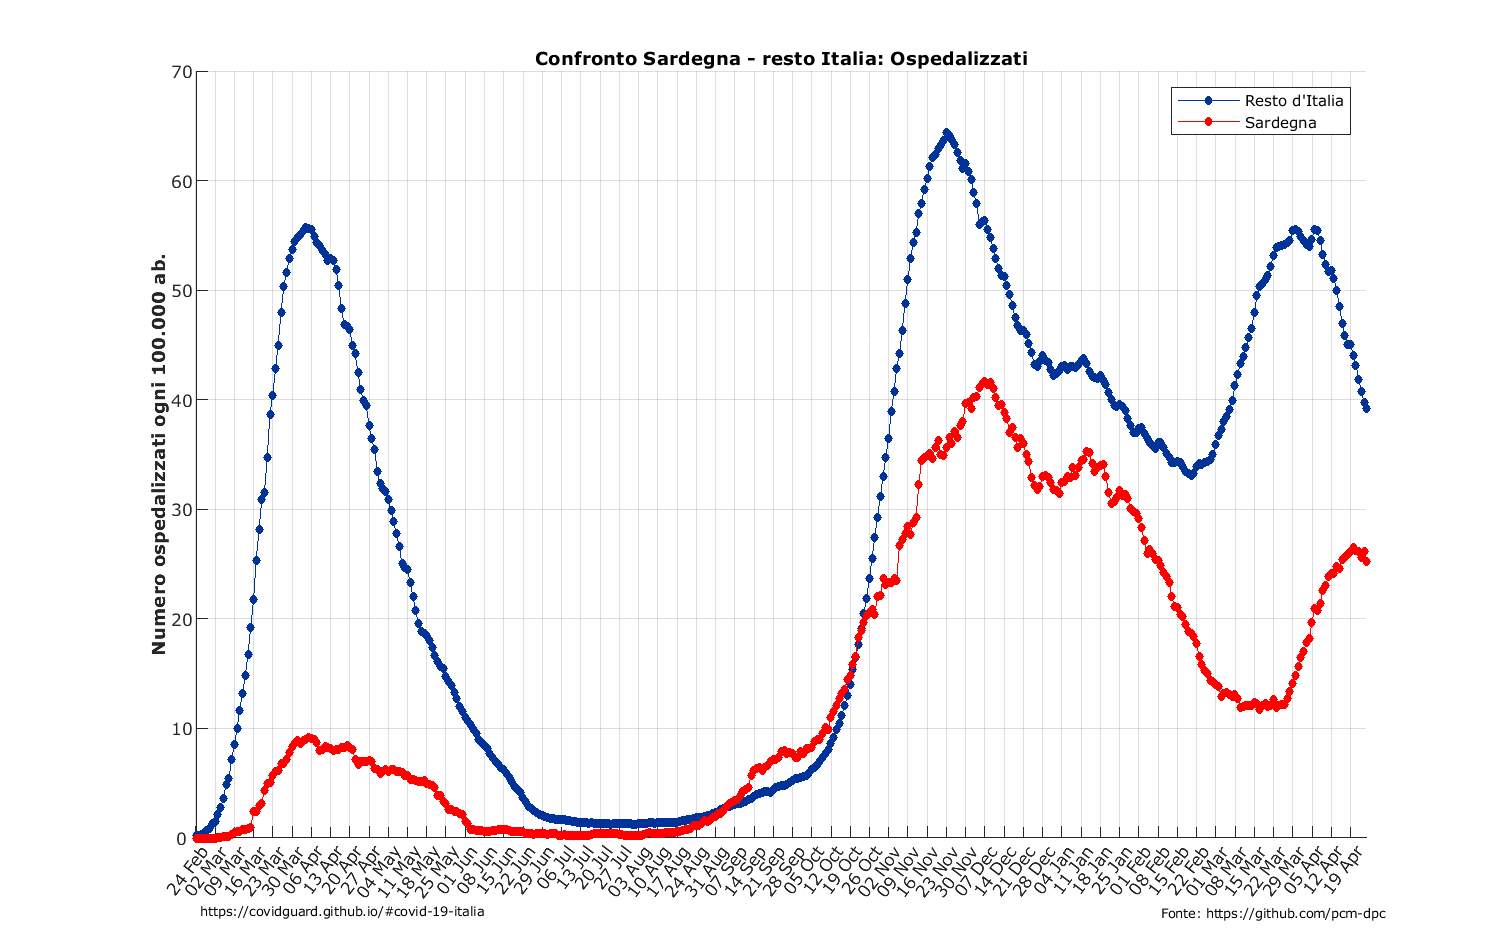 Confronto Sardegna - resto Italia: Ospedalizzati
Numero ospedalizzati ogni 100.000 ab.
70
60
50
40
30
20
10
0
Resto d'Italia
Sardegna
24 Feb
02 Mar
09 Mar
16 Mar
23 Mar
30 Mar
06 Apr
13 Apr
20 Apr
27 Apr
04 May
11 May
18 May
25 May
01 Jun
08 Jun
15 Jun
22 Jun
29 Jun
06 Jul
13 Jul
20 Jul
27 Jul
03 Aug
10 Aug
17 Aug
24 Aug
31 Aug
07 Sep
14 Sep
21 Sep
28 Sep
05 Oct
12 Oct
19 Oct
26 Oct
02 Nov
09 Nov
16 Nov
23 Nov
30 Nov
07 Dec
14 Dec
21 Dec
28 Dec
04 Jan
11 Jan
18 Jan
25 Jan
01 Feb
08 Feb
15 Feb
22 Feb
01 Mar
08 Mar
15 Mar
22 Mar
29 Mar
05 Apr
12 Apr
19 Apr
https://covidguard.github.io/#covid-19-italia
Fonte: https://github.com/pcm-dpc